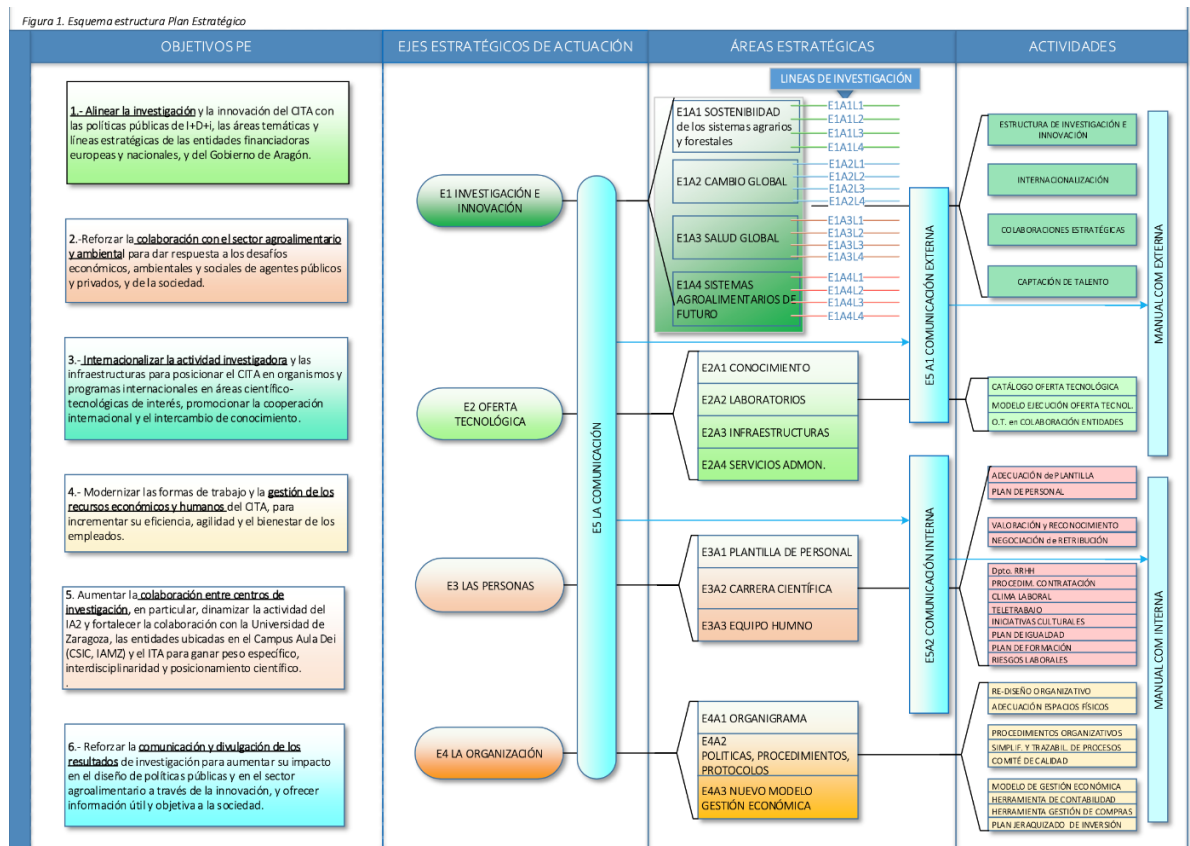 Figura 1. Esquema estructura Plan Estratégico
OBJETIVOS PE
EJES ESTRATÉGICOS DE ACTUACIÓN
ÁREAS ESTRATÉGICAS
ACTIVIDADES
1.- Alinear la investigación y la innovación del CITA con
las políticas públicas de I+D+i, las áreas temáticas y
líneas estratégicas de las entidades financiadoras
europeas y nacionales, y del Gobierno de Aragón.
2.-Reforzar la colaboración con el sector agroalimentario
y ambiental para dar respuesta a los desafíos
económicos, ambientales y sociales de agentes públicos
y privados, y de la sociedad.
3.- Internacionalizar la actividad investigadora y las
infraestructuras para posicionar el CITA en organismos y
programas internacionales en áreas científico-
tecnológicas de interés, promocionar la cooperación
internacional y el intercambio de conocimiento.
4.- Modernizar las formas de trabajo y la gestión de los
recursos económicos y humanos del CITA, para
incrementar su eficiencia, agilidad y el bienestar de los
empleados.
5. Aumentar la colaboración entre centros de
investigación, en particular, dinamizar la actividad del
IA2 y fortalecer la colaboración con la Universidad de
Zaragoza, las entidades ubicadas en el Campus Aula Dei
(CSIC, IAMZ) y el ITA para ganar peso específico,
interdisciplinaridad y posicionamiento científico.
.
6.- Reforzar la comunicación y divulgación de los
resultados de investigación para aumentar su impacto
en el diseño de políticas públicas y en el sector
agroalimentario a través de la innovación, y ofrecer
información útil y objetiva a la sociedad.
E1 INVESTIGACIÓN E
INNOVACIÓN
E2 OFERTA
TECNOLÓGICA
E3 LAS PERSONAS
E4 LA ORGANIZACIÓN
E5 LA COMUNICACIÓN
LINEAS DE INVESTIGACIÓN
E1A1 SOSTENIBIIDAD
de los sistemas agrarios
y forestales
E1A1L1
E1A1L2
E1A1L3
E1A1L4
E1A2 CAMBIO GLOBAL
E1A2L1
E1A2L2
E1A2L3
E1A2L4
E1A3 SALUD GLOBAL
E1A3L1
E1A3L2
E1A3L3
E1A3L4
E1A4 SISTEMAS
AGROALIMENTARIOS DE
FUTURO
E1A4L1
E1A4L2
E1A4L3
E1A4L4
E2A1 CONOCIMIENTO
E2A2 LABORATORIOS
E2A3 INFRAESTRUCTURAS
E2A4 SERVICIOS ADMON.
E3A1 PLANTILLA DE PERSONAL
E3A2 CARRERA CIENTÍFICA
E3A3 EQUIPO HUMNO
E4A1 ORGANIGRAMA
E4A2
POLITICAS, PROCEDIMIENTOS,
PROTOCOLOS
E4A3 NUEVO MODELO
GESTIÓN ECONÓMICA
E5 A1 COMUNICACIÓN EXTERNA
E5A2 COMUNICACIÓN INTERNA
ESTRUCTURA DE INVESTIGACIÓN E
INNOVACIÓN
INTERNACIONALIZACIÓN
COLABORACIONES ESTRATÉGICAS
CAPTACIÓN DE TALENTO
CATÁLOGO OFERTA TECNOLÓGICA
MODELO EJECUCIÓN OFERTA TECNOL.
O.T. en COLABORACIÓN ENTIDADES
ADECUACIÓN de PLANTILLA
PLAN DE PERSONAL
VALORACIÓN y RECONOCIMIENTO
NEGOCIACIÓN de RETRIBUCIÓN
Dpto. RRHH
PROCEDIM. CONTRATACIÓN
CLIMA LABORAL
TELETRABAJO
INICIATIVAS CULTURALES
PLAN DE IGUALDAD
PLAN DE FORMACIÓN
RIESGOS LABORALES
RE-DISEÑO ORGANIZATIVO
ADECUACIÓN ESPACIOS FÍSICOS
PROCEDIMIENTOS ORGANIZATIVOS
SIMPLIF. Y TRAZABIL. DE PROCESOS
COMITÉ DE CALIDAD
MODELO DE GESTIÓN ECONÓMICA
HERRAMIENTA DE CONTABILIDAD
HERRAMIENTA GESTIÓN DE COMPRAS
PLAN JERAQUIZADO DE INVERSIÓN
MANUAL COM EXTERNA
MANUAL COM INTERNA